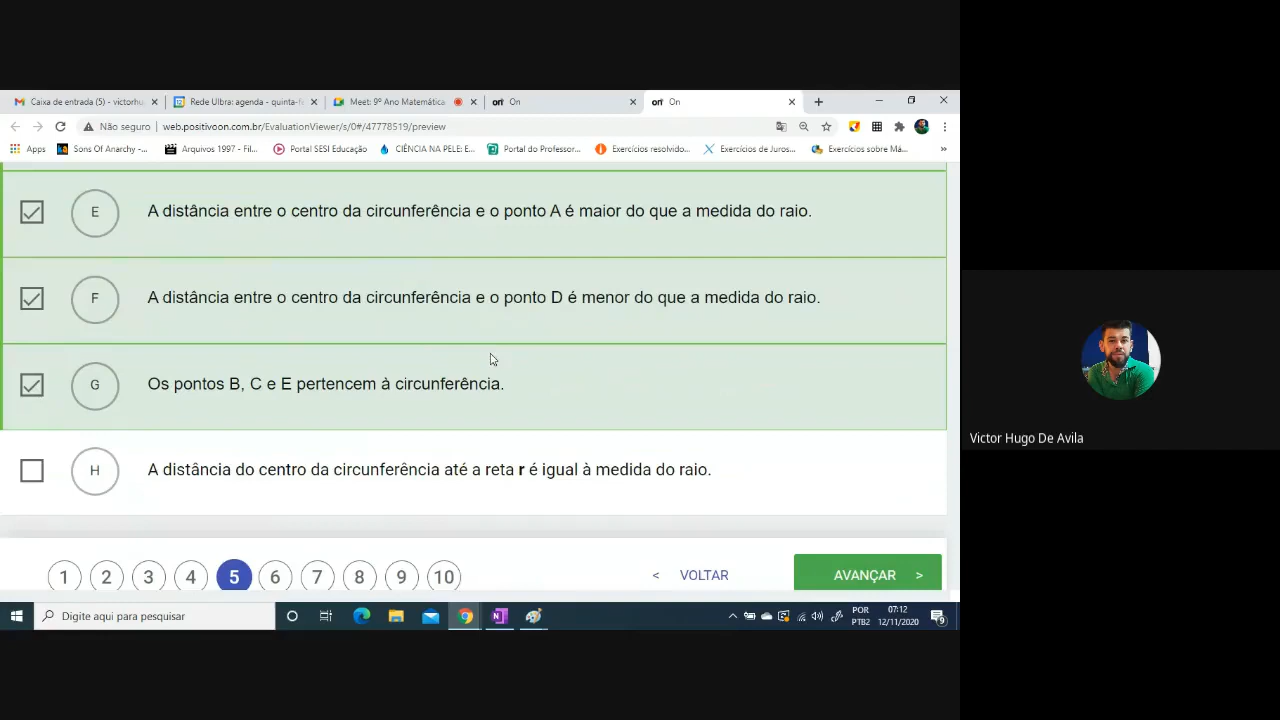 Caixa de entrada (5) - victorhu
Rede Ulbra: agenda - quinta-fe
Meet: 9º Ano Matemática
on On
on On
Não seguro
web.positivoon.com.br/EvaluationViewer/s/0#/47778519/preview
Apps
Sons Of Anarchy -...
Arquivos 1997 - Fil...
Portal SESI Educação
CIÊNCIA NA PELE: E...
Portal do Professor...
Exercícios resolvido...
Exercícios de Juros...
Exercícios sobre Má...
»
E
A distância entre o centro da circunferência e o ponto A é maior do que a medida do raio.
F
A distância entre o centro da circunferência e o ponto D é menor do que a medida do raio.
G
Os pontos B, C e E pertencem à circunferência.
H
A distância do centro da circunferência até a reta r é igual à medida do raio.
1 2 3 4 5 6 7 8 9 10
< VOLTAR
AVANÇAR >
Digite aqui para pesquisar
POR
PTB2
07:12
12/11/2020
9
Victor Hugo De Avila